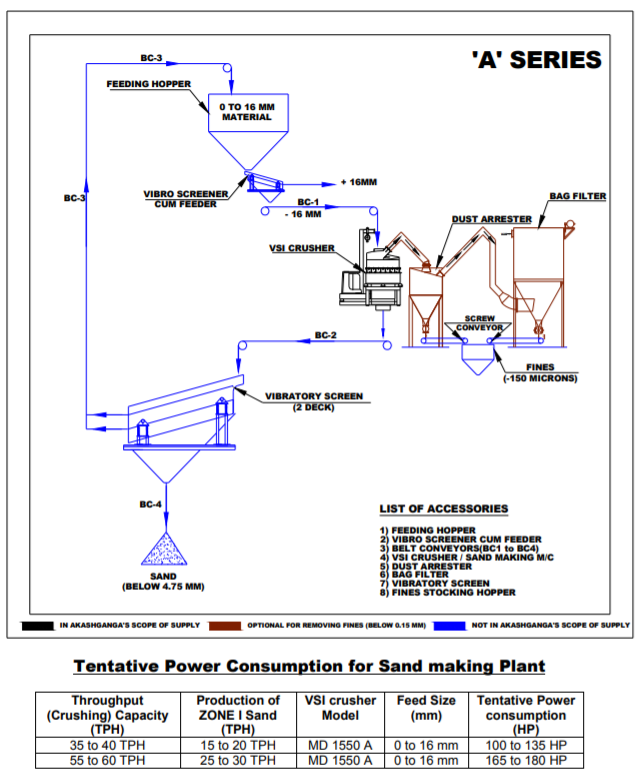 'A' SERIES
BC-3
FEEDING HOPPER
0 TO 16 MM
MATERIAL
+ 16MM
VIBRO SCREENER
CUM FEEDER
BC-3
BC-1
- 16 MM
BAG FILTER
DUST ARRESTER
VSI CRUSHER
SCREW
CONVEYOR
BC-2
FINES
(-150 MICRONS)
VIBRATORY SCREEN
(2 DECK)
BC-4
SAND
(BELOW 4.75 MM)
LIST OF ACCESSORIES
1) FEEDING HOPPER
2) VIBRO SCREENER CUM FEEDER
3) BELT CONVEYORS(BC1 to BC4)
4) VSI CRUSHER / SAND MAKING M/C
5) DUST ARRESTER
6) BAG FILTER
7) VIBRATORY SCREEN
8) FINES STOCKING HOPPER
IN AKASHGANGA'S SCOPE OF SUPPLY
OPTIONAL FOR REMOVING FINES (BELOW 0.15 MM)
NOT IN AKASHGANGA'S SCOPE OF SUPPLY
Tentative Power Consumption for Sand making Plant
Throughput (Crushing) Capacity (TPH) Production of ZONE I Sand (TPH) VSI crusher Model Feed Size (mm) Tentative Power consumption (HP)
35 to 40 TPH 15 to 20 TPH MD 1550 A 0 to 16 mm 100 to 135 HP
55 to 60 TPH 25 to 30 TPH MD 1550 A 0 to 16 mm 165 to 180 HP